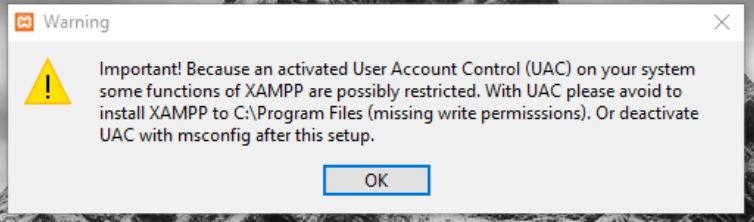 Warning
Important! Because an activated User Account Control (UAC) on your system
some functions of XAMPP are possibly restricted. With UAC please avoid to
install XAMPP to C:\Program Files (missing write permisssions). Or deactivate
UAC with msconfig after this setup.
OK